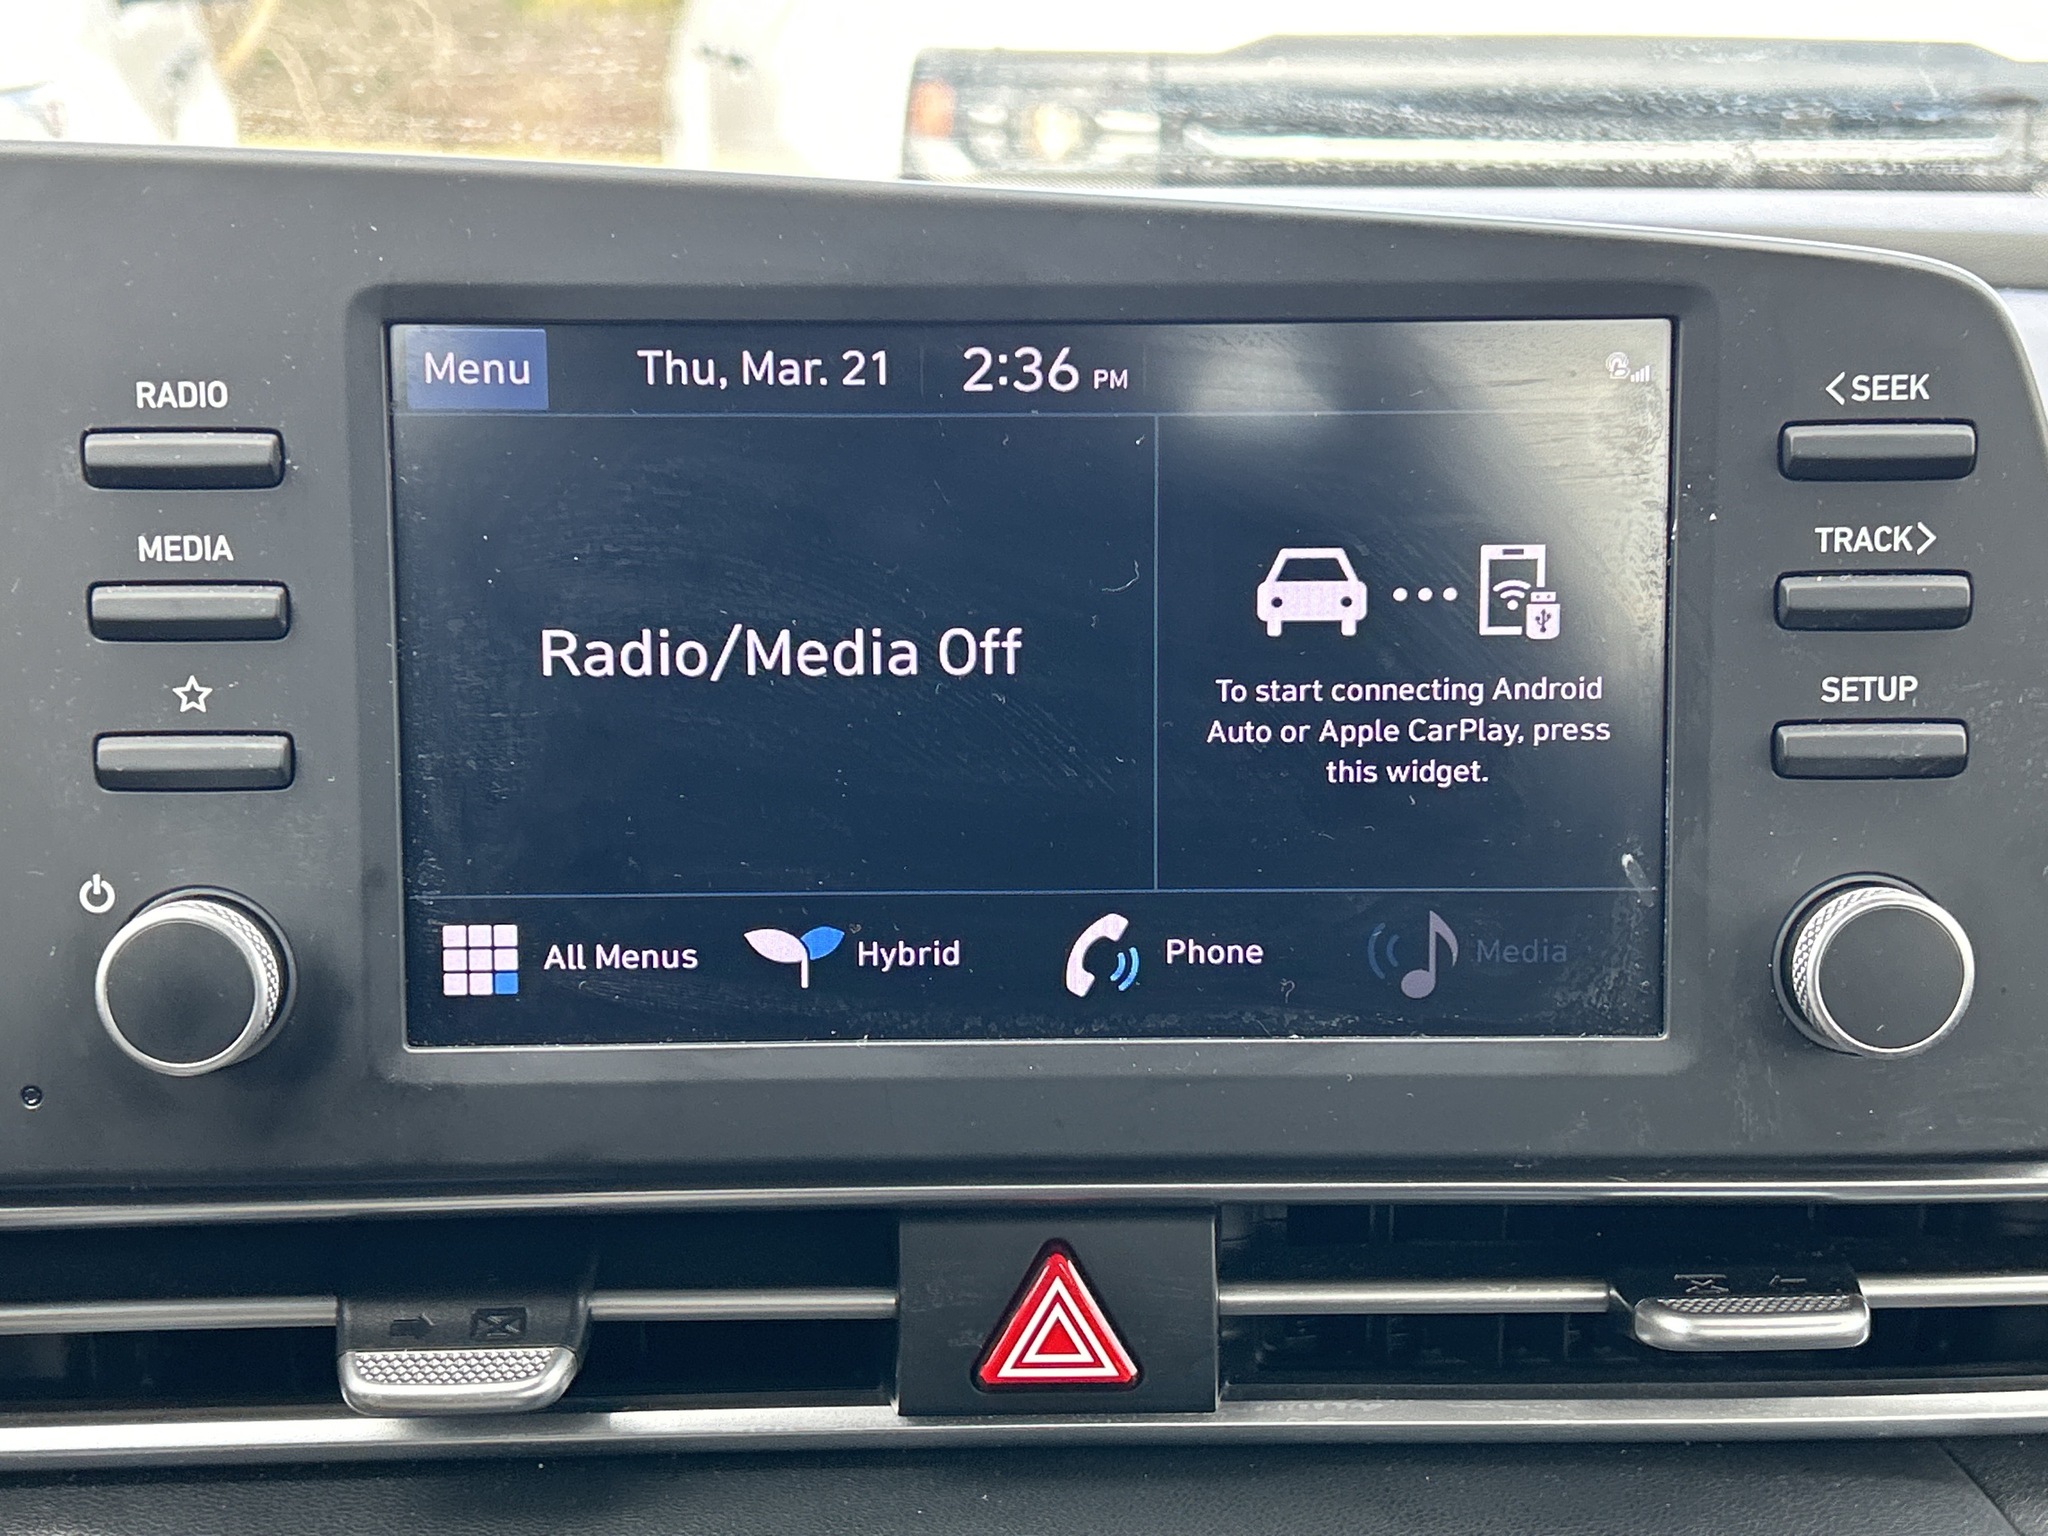 Menu
Thu, Mar. 21
2:36 PM
RADIO
MEDIA
Radio/Media Off
To start connecting Android
Auto or Apple CarPlay, press
this widget.
All Menus
Hybrid
Phone
Media
<SEEK
TRACK>
SETUP